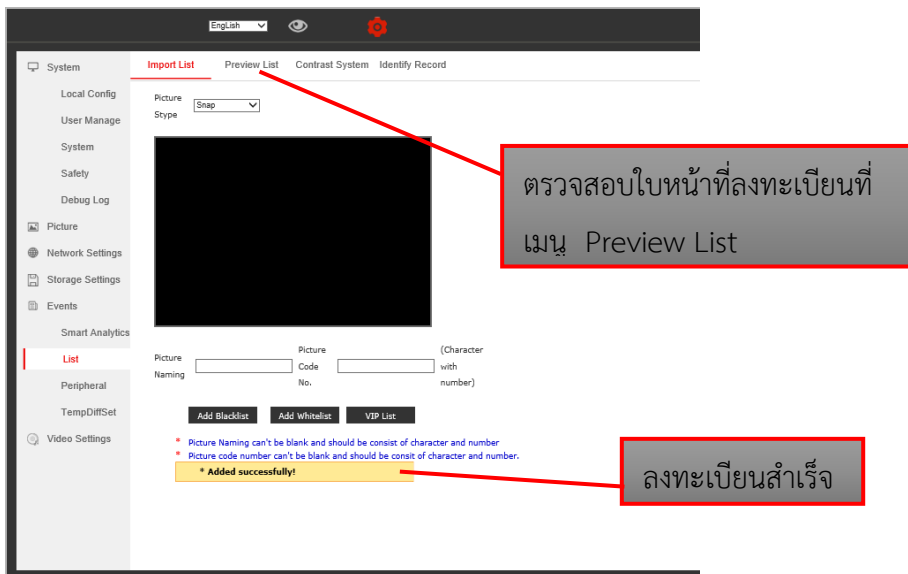 EngLish
System
Local Config
User Manage
System
Safety
Debug Log
Picture
Network Settings
Storage Settings
Events
Smart Analytics
List
Peripheral
TempDiffSet
Video Settings
Import List Preview List Contrast System Identify Record
Picture
Stype
Snap
ตรวจสอบใบหน้าที่ลงทะเบียนที่
เมนู Preview List
Picture
Naming
Picture
Code
No.
(Character
with
number)
Add Blacklist Add Whitelist VIP List
* Picture Naming can't be blank and should be consist of character and number
* Picture code number can't be blank and should be consit of character and number.
* Added successfully!
ลงทะเบียนสำเร็จ